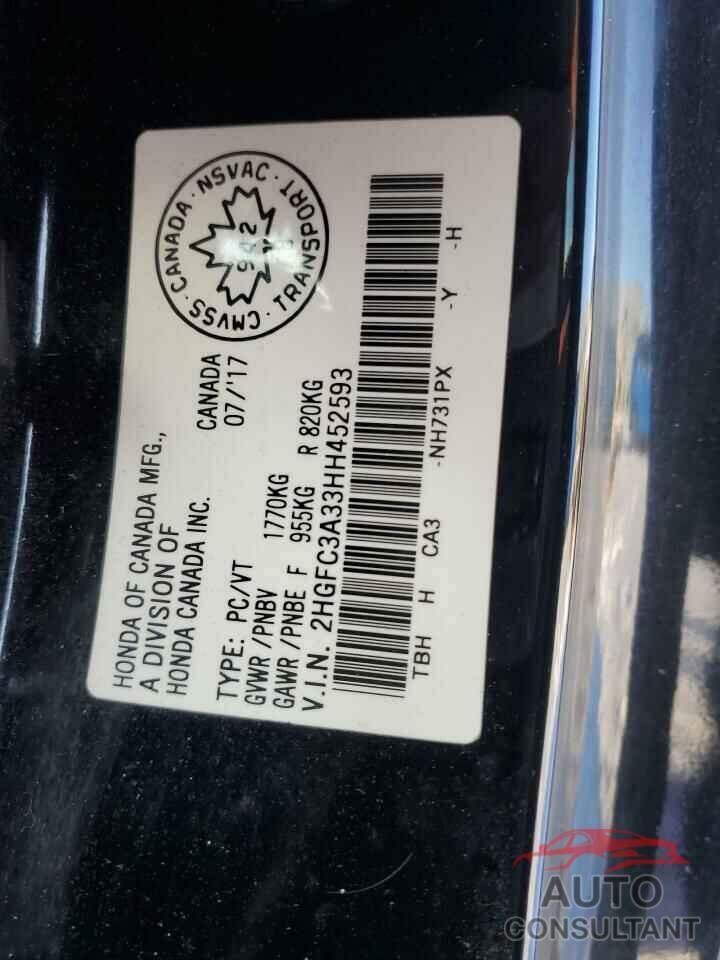 HONDA OF CANADA MFG.,
A DIVISION OF
HONDA CANADA INC.
CANADA
07/'17
TYPE: PC/VT
GVWR /PNBV 1770KG
GAWR /PNBE F 955KG R 820KG
V.I.N. 2HGFC3A33HH452593
TBH H CA3 -NH731PX -Y -H
CMVSS · CANADA · NSVAC · TRANSPORT
AUTO
CONSULTANT